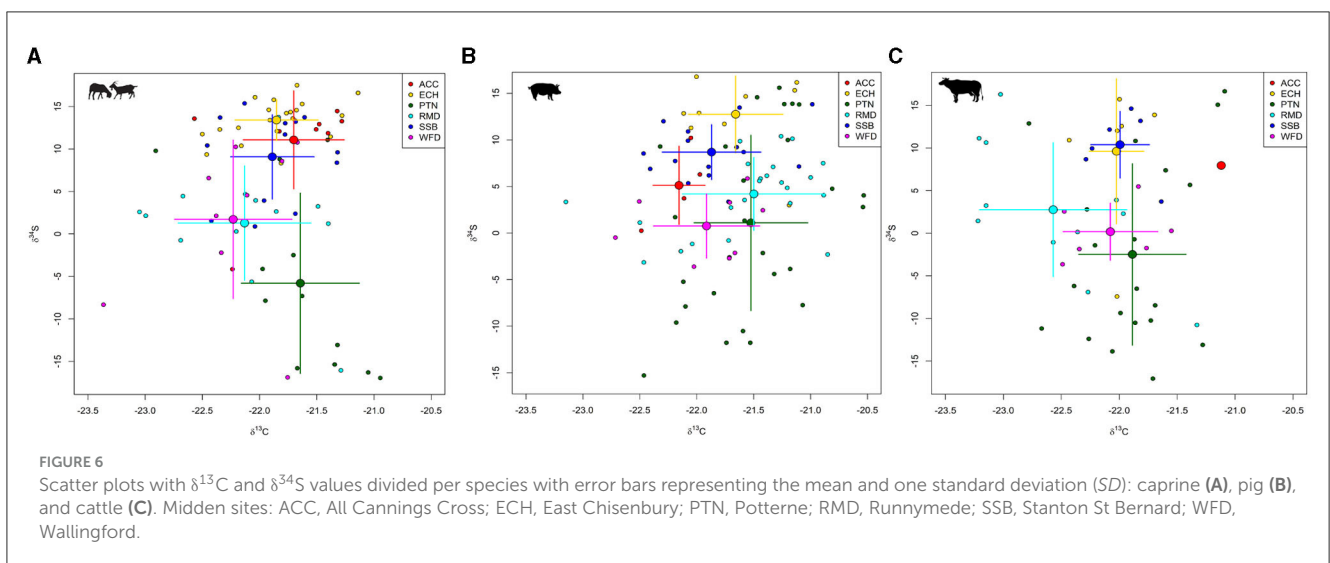 A
B
C
ACC
ECH
PTN
RMD
SSB
WFD
15
10
5
0
-5
-10
-15
δ34S
-23.5 -23.0 -22.5 -22.0 -21.5 -21.0 -20.5
δ13C
ACC
ECH
PTN
RMD
SSB
WFD
15
10
5
0
-5
-10
-15
δ34S
-23.5 -23.0 -22.5 -22.0 -21.5 -21.0 -20.5
δ13C
ACC
ECH
PTN
RMD
SSB
WFD
15
10
5
0
-5
-10
-15
δ34S
-23.5 -23.0 -22.5 -22.0 -21.5 -21.0 -20.5
δ13C
FIGURE 6
Scatter plots with δ13C and δ34S values divided per species with error bars representing the mean and one standard deviation (SD): caprine (A), pig (B),
and cattle (C). Midden sites: ACC, All Cannings Cross; ECH, East Chisenbury; PTN, Potterne; RMD, Runnymede; SSB, Stanton St Bernard; WFD,
Wallingford.